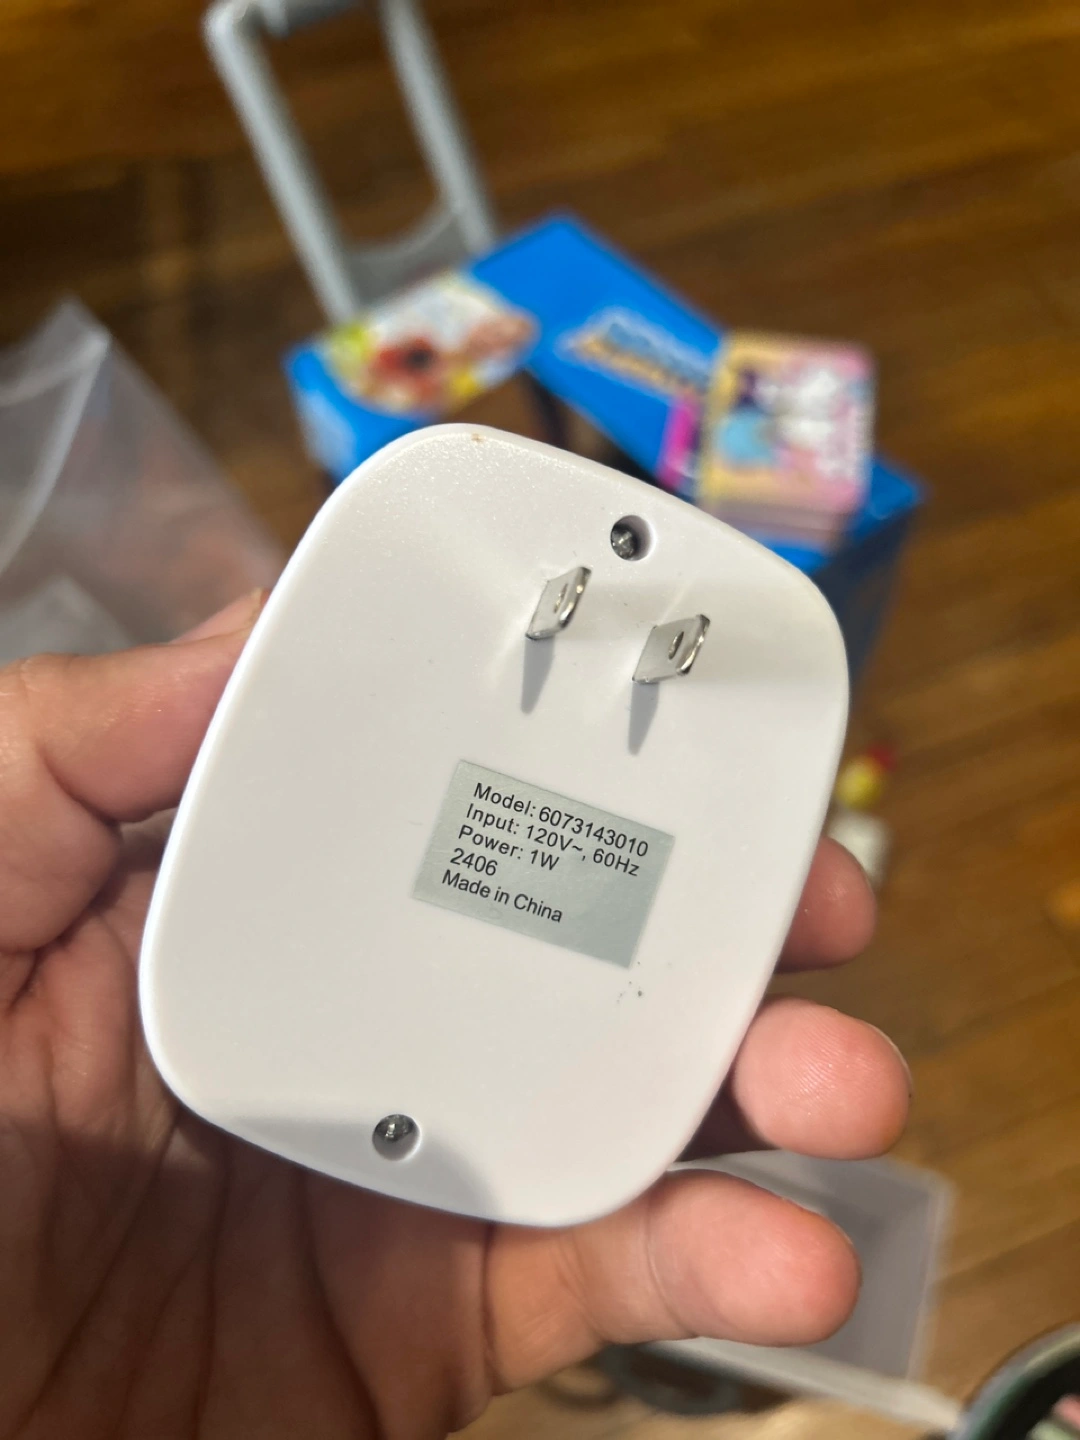 Model: 6073143010
Input: 120V~, 60Hz
Power: 1W
2406
Made in China